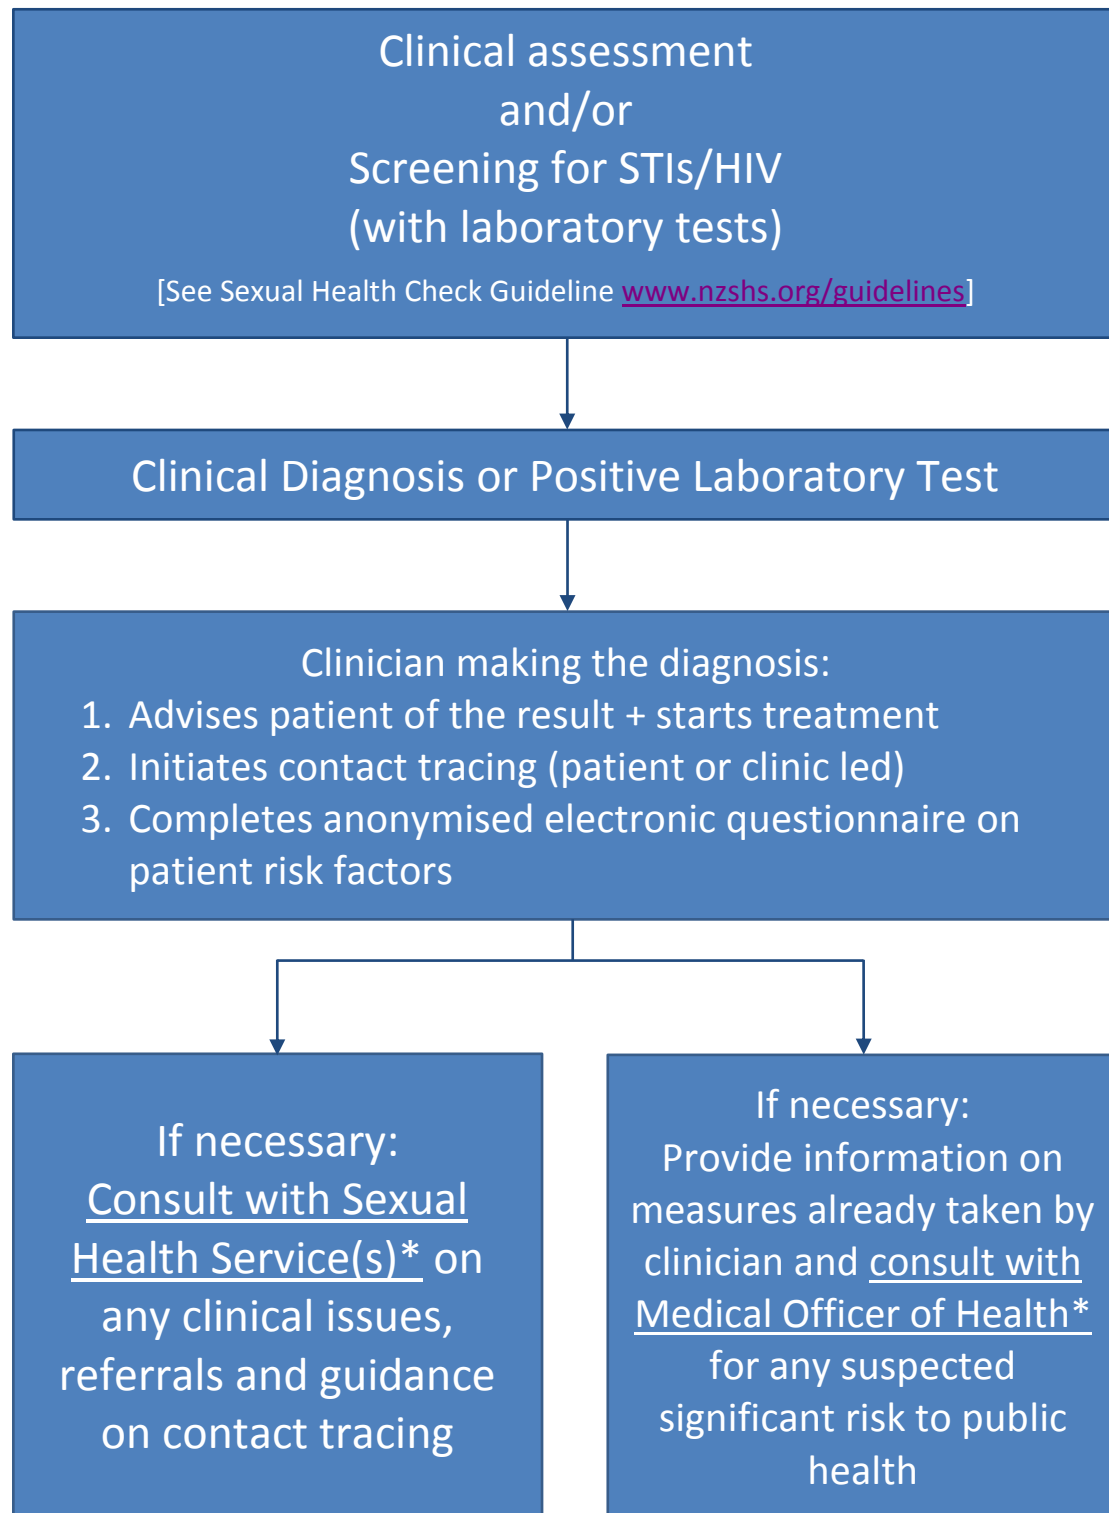 Clinical assessment
and/or
Screening for STIs/HIV
(with laboratory tests)
[See Sexual Health Check Guideline www.nzshs.org/guidelines]
Clinical Diagnosis or Positive Laboratory Test
Clinician making the diagnosis:
1. Advises patient of the result + starts treatment
2. Initiates contact tracing (patient or clinic led)
3. Completes anonymised electronic questionnaire on
patient risk factors
If necessary:
Consult with Sexual
Health Service(s)* on
any clinical issues,
referrals and guidance
on contact tracing
If necessary:
Provide information on
measures already taken by
clinician and consult with
Medical Officer of Health*
for any suspected
significant risk to public
health